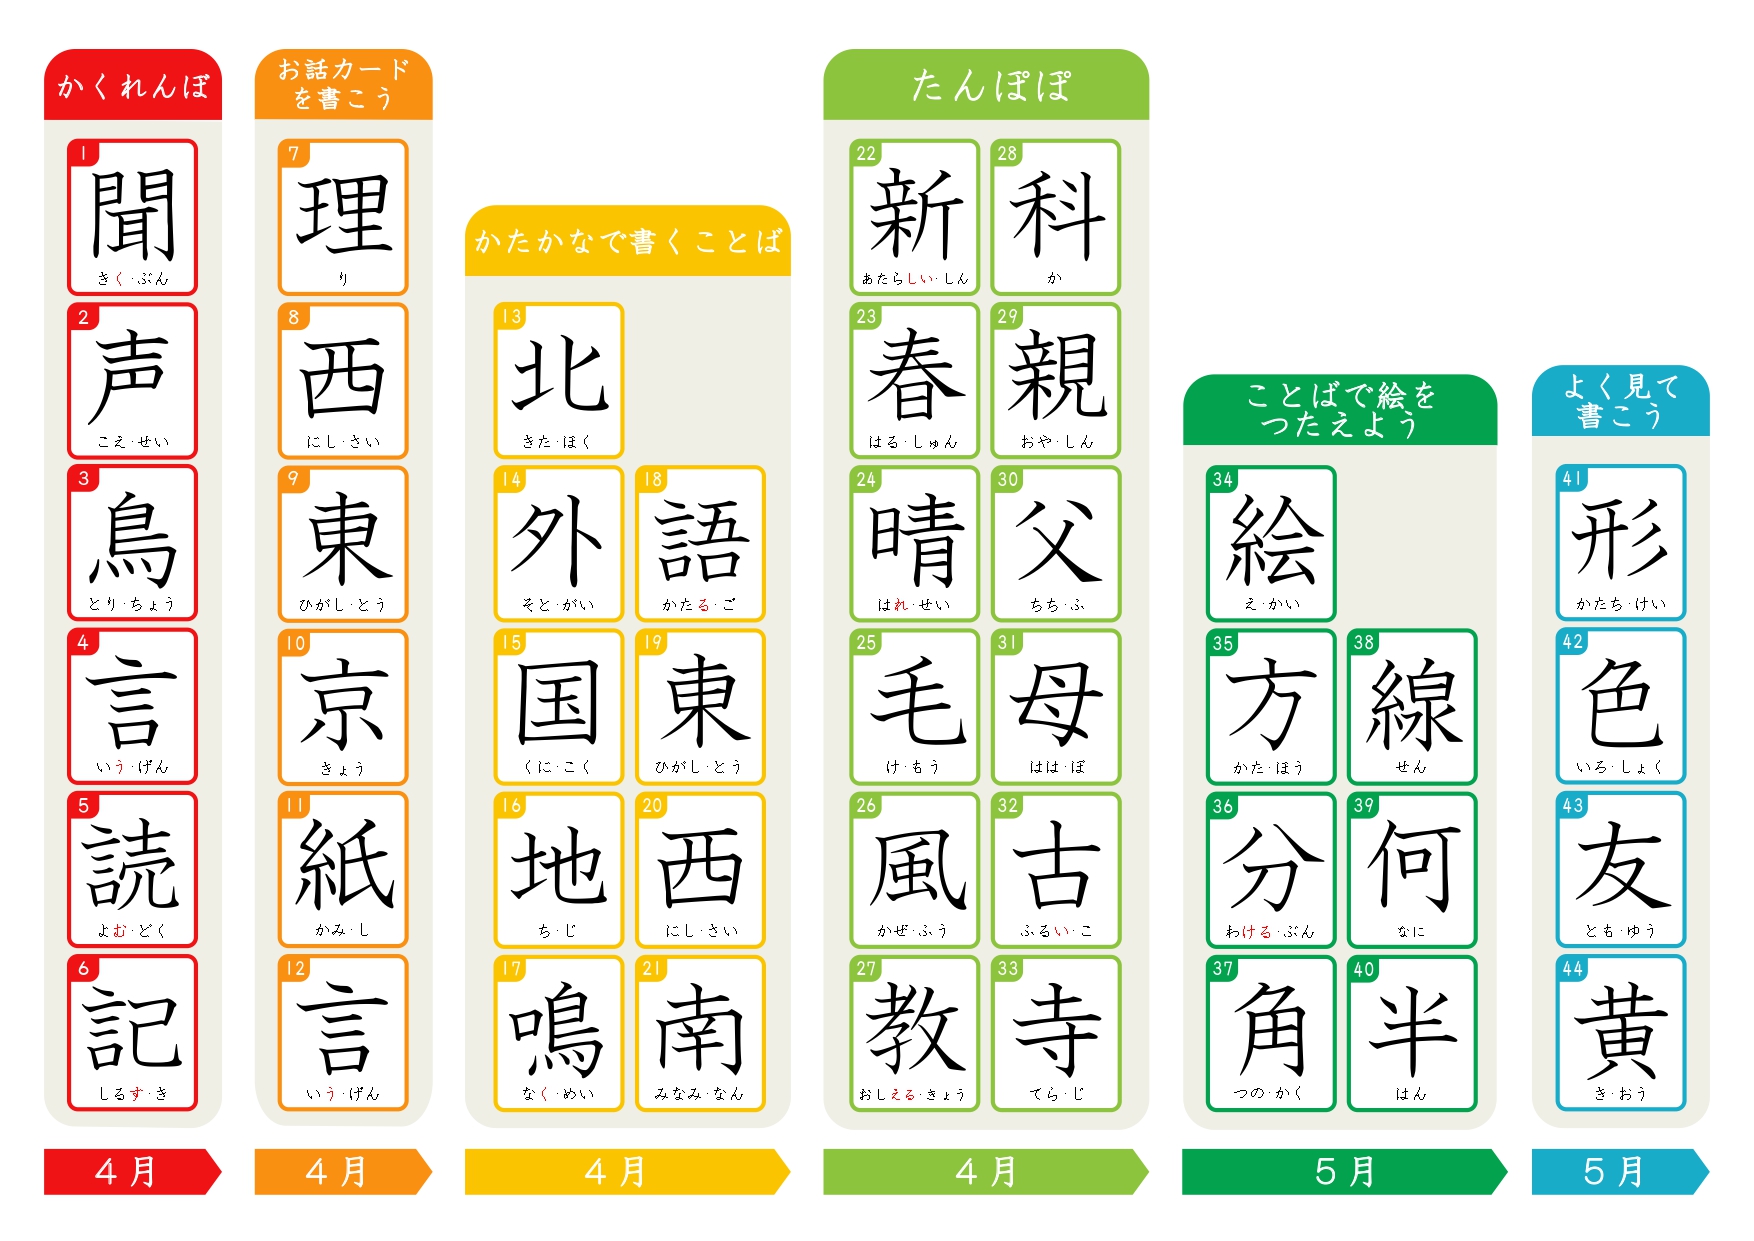 かくれんぼ
1
聞
きく・ぶん
2
声
こえ・せい
3
鳥
とり・ちょう
4
言
いう・げん
5
読
よむ・どく
6
記
しるす・き
4月
お話カード
を書こう
7
理
り
8
西
にし・さい
9
東
ひがし・とう
10
京
きょう
11
紙
かみ・し
12
言
いう・げん
4月
かたかなで書くことば
13
北
きた・ほく
14
外
そと・がい
15
国
くに・こく
16
地
ち・じ
17
鳴
なく・めい
18
語
かたる・ご
19
東
ひがし・とう
20
西
にし・さい
21
南
みなみ・なん
4月
たんぽぽ
22
新
あたらしい・しん
23
春
はる・しゅん
24
晴
はれ・せい
25
毛
け・もう
26
風
かぜ・ふう
27
教
おしえる・きょう
28
科
か
29
親
おや・しん
30
父
ちち・ふ
31
母
はは・ぼ
32
古
ふるい・こ
33
寺
てら・じ
4月
ことばで絵を
つたえよう
34
絵
え・かい
35
方
かた・ほう
36
分
わける・ぶん
37
角
つの・かく
38
線
せん
39
何
なに
40
半
はん
5月
よく見て
書こう
41
形
かたち・けい
42
色
いろ・しょく
43
友
とも・ゆう
44
黄
き・おう
5月